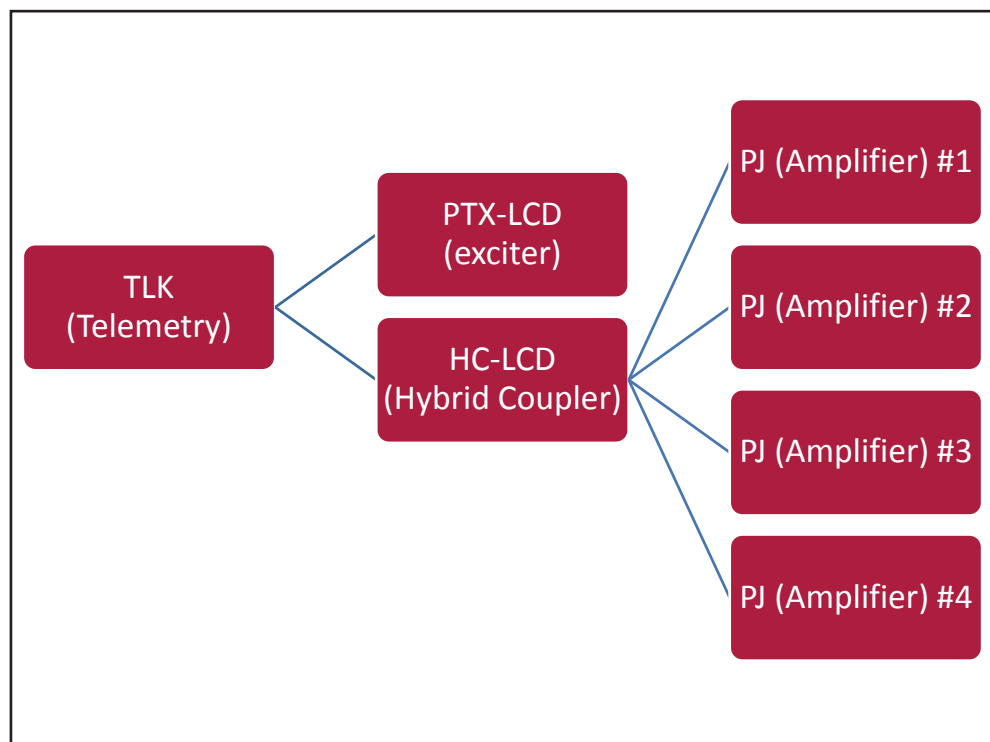 TLK
(Telemetry)
PTX-LCD
(exciter)
HC-LCD
(Hybrid Coupler)
PJ (Amplifier) #1
PJ (Amplifier) #2
PJ (Amplifier) #3
PJ (Amplifier) #4